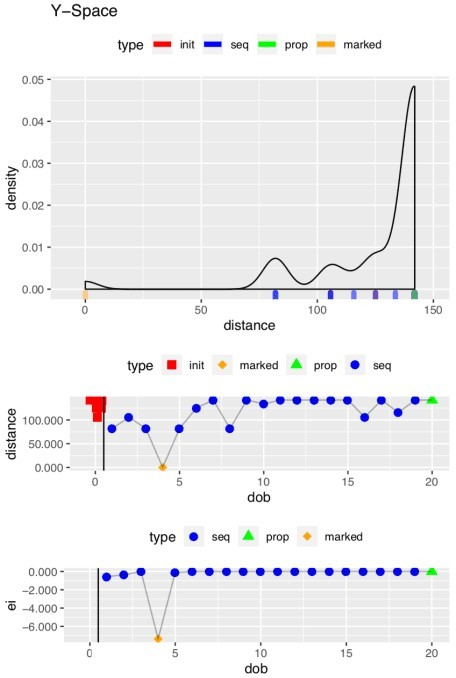 Y-Space
type init seq prop marked
0.05
0.04
0.03
0.02
0.01
0.00
density
0 50 100 150
distance
type init marked prop seq
100.000
50.000
0.000
distance
0 5 10 15 20
dob
type seq prop marked
0.000
−2.000
−4.000
−6.000
ei
0 5 10 15 20
dob